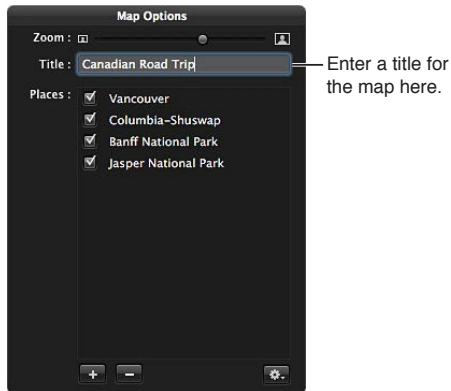 Map Options
Zoom :
Title : Canadian Road Trip
Enter a title for
the map here.
Places :
Vancouver
Columbia-Shuswap
Banff National Park
Jasper National Park